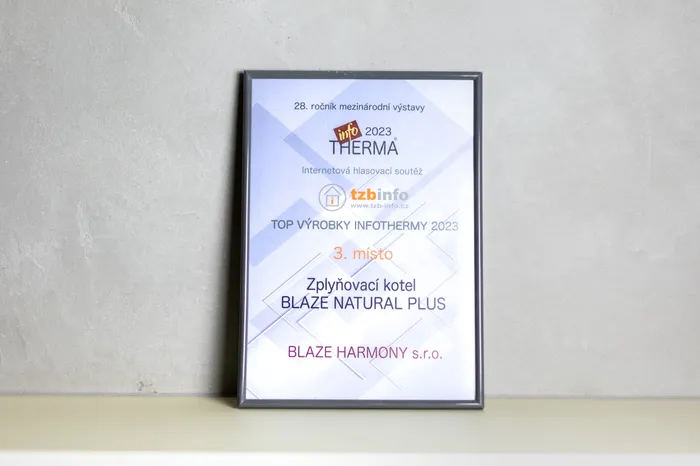 28. ročník mezinárodní výstavy
info 2023
THERMA®
Internetová hlasovací soutěž
tzbinfo
www.tzb-info.cz
TOP VÝROBKY INFOTHERMY 2023
3. místo
Zplyňovací kotel
BLAZE NATURAL PLUS
BLAZE HARMONY s.r.o.